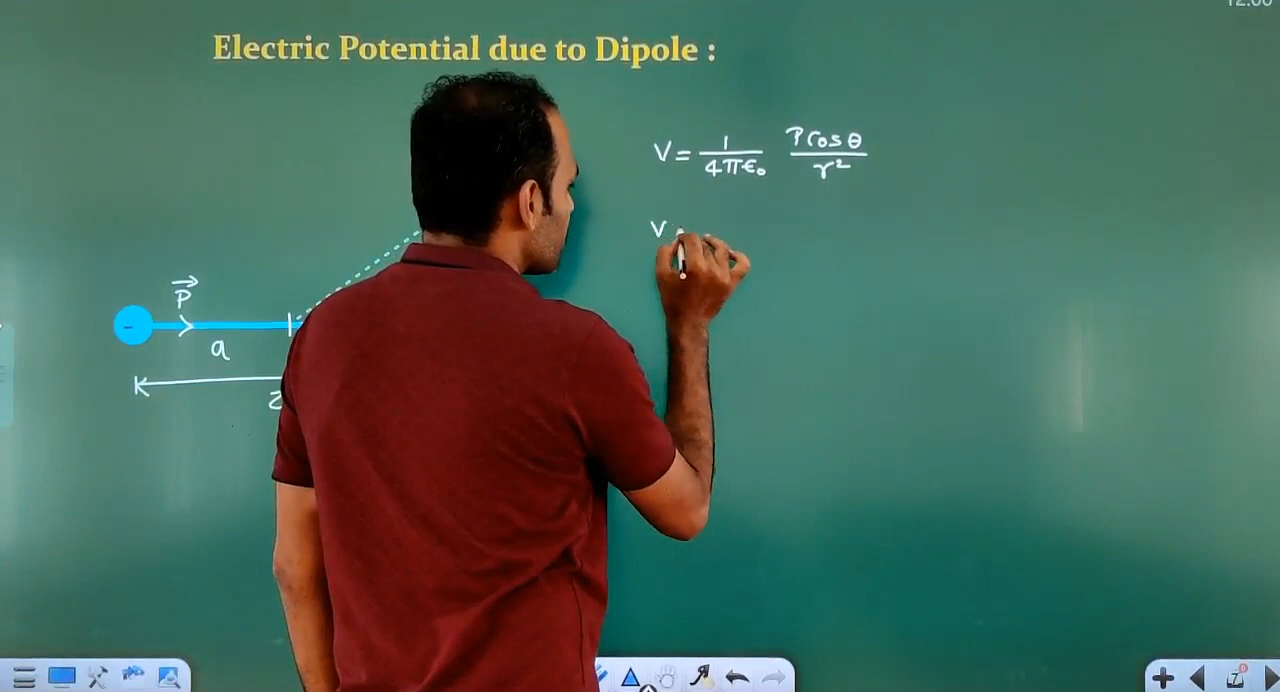 Electric Potential due to Dipole :
V = 1/4πϵ₀ Pcosθ/r²
V
P⃗
-
a